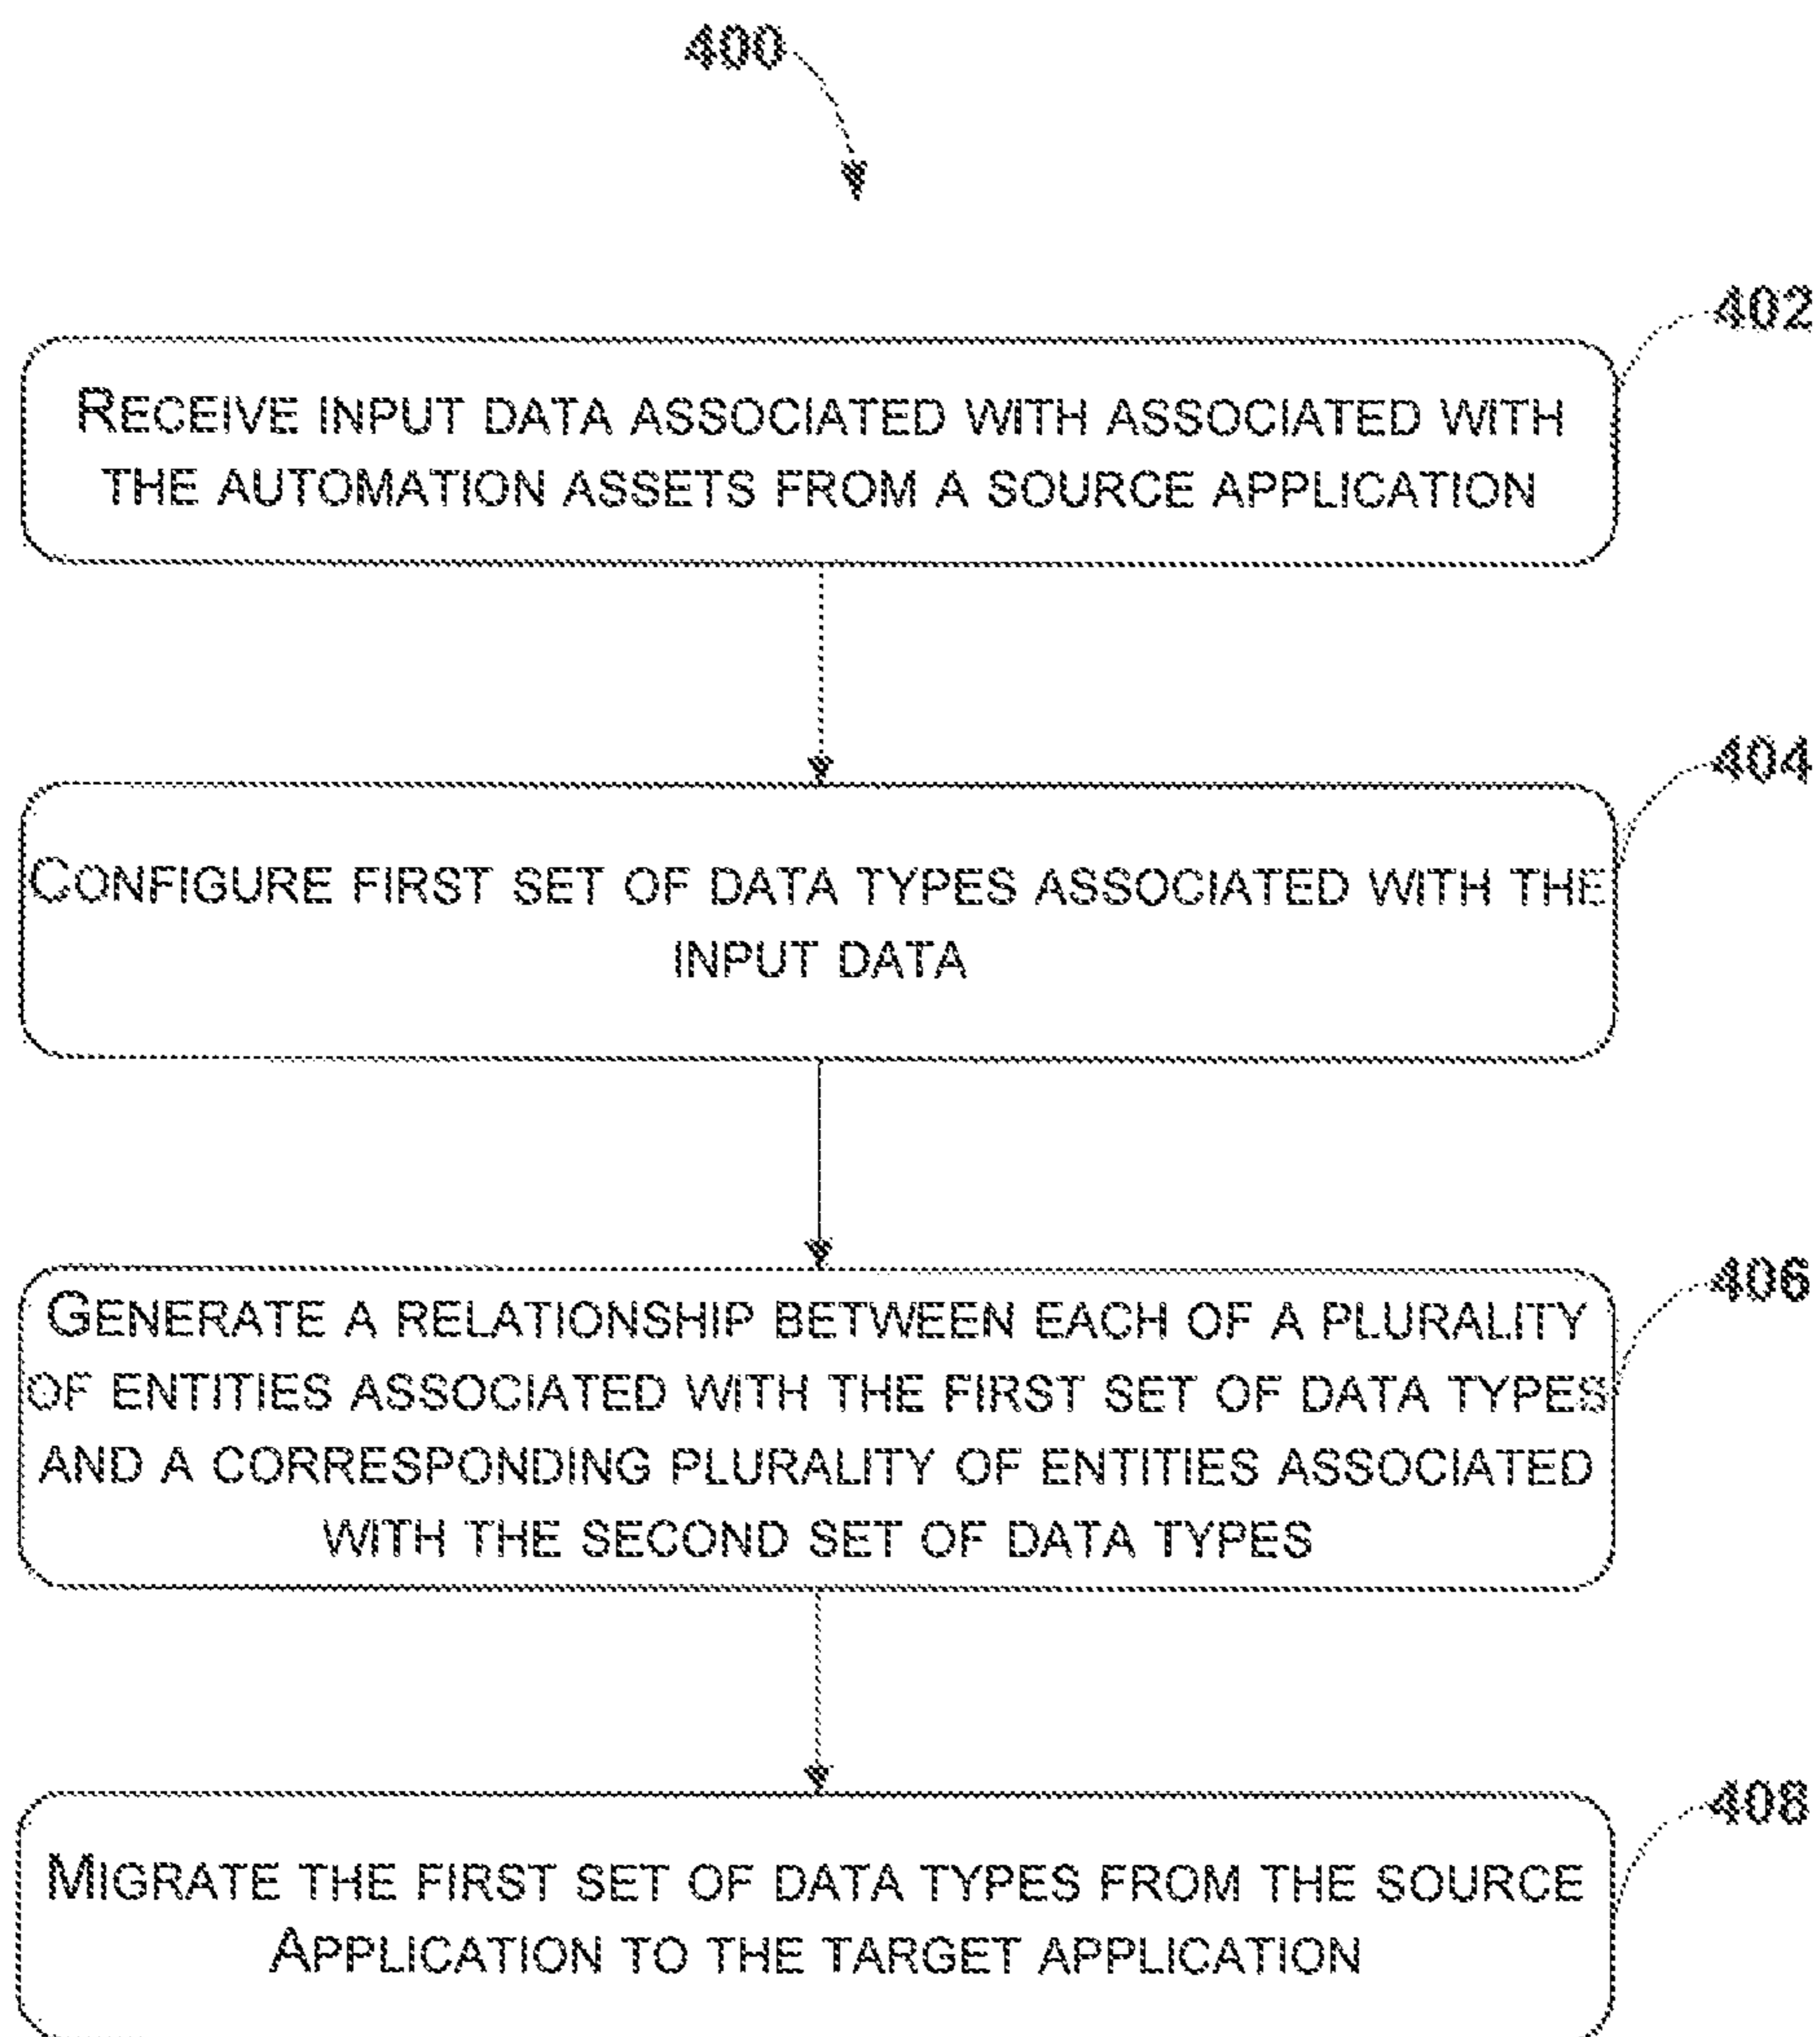 400
402
RECEIVE INPUT DATA ASSOCIATED WITH ASSOCIATED WITH
THE AUTOMATION ASSETS FROM A SOURCE APPLICATION
404
CONFIGURE FIRST SET OF DATA TYPES ASSOCIATED WITH THE
INPUT DATA
406
GENERATE A RELATIONSHIP BETWEEN EACH OF A PLURALITY
OF ENTITIES ASSOCIATED WITH THE FIRST SET OF DATA TYPES
AND A CORRESPONDING PLURALITY OF ENTITIES ASSOCIATED
WITH THE SECOND SET OF DATA TYPES
408
MIGRATE THE FIRST SET OF DATA TYPES FROM THE SOURCE
APPLICATION TO THE TARGET APPLICATION